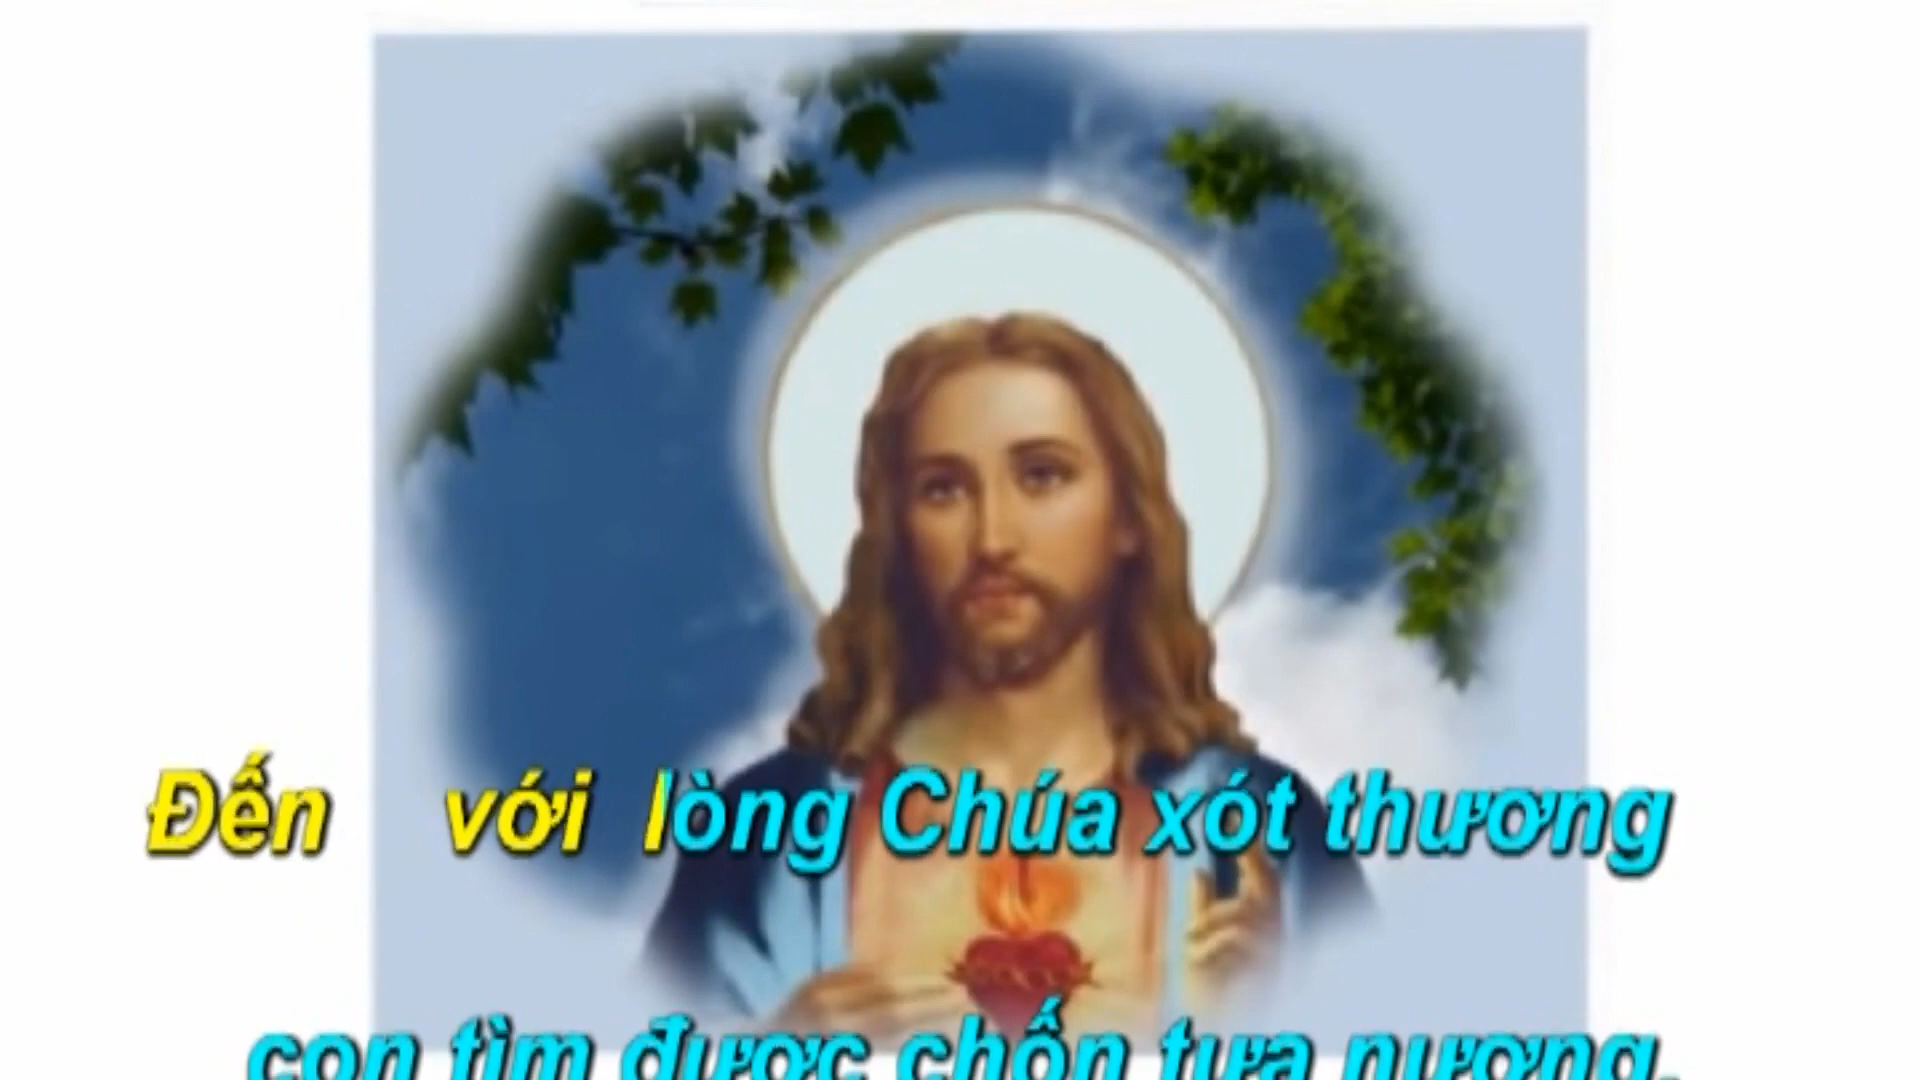 Đến với lòng Chúa xót thương
con tìm được chốn tựa nương.